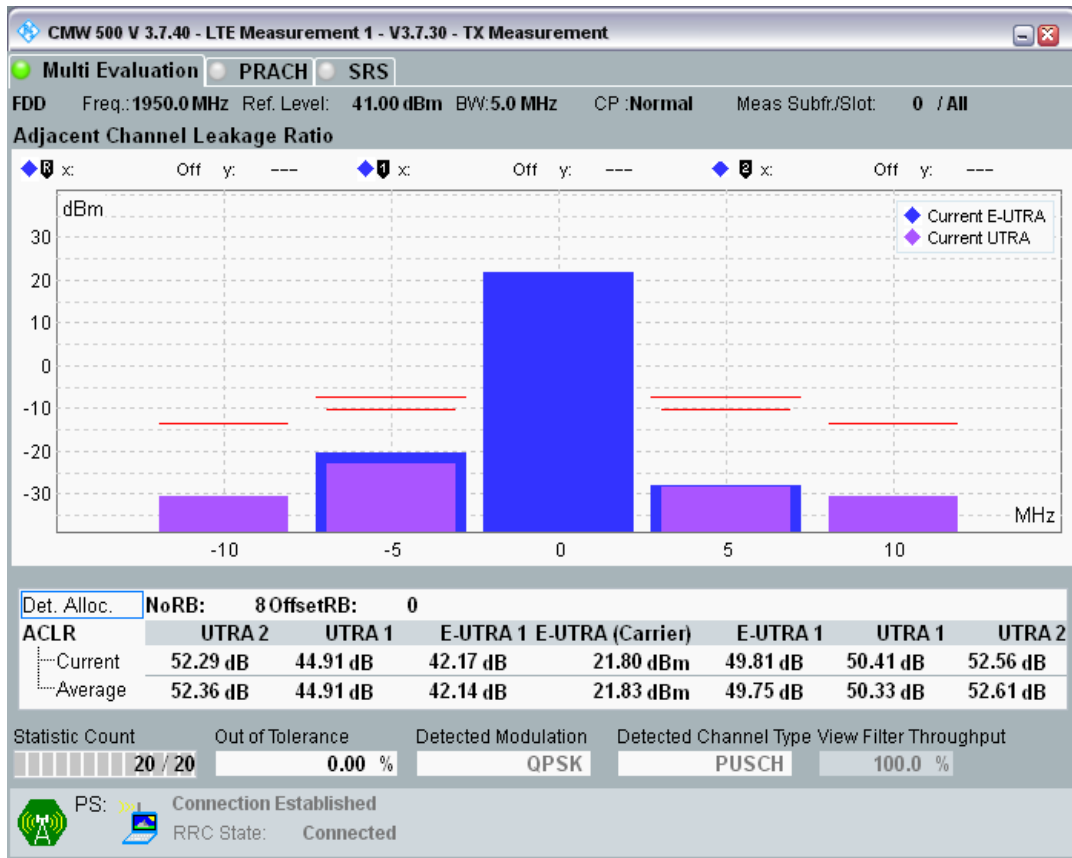 CMW 500 V 3.7.40 - LTE Measurement 1 - V3.7.30 - TX Measurement
Multi Evaluation PRACH SRS
FDD Freq.: 1950.0 MHz Ref. Level: 41.00 dBm BW: 5.0 MHz CP : Normal Meas Subfr./Slot: 0 / All
Adjacent Channel Leakage Ratio
R x: Off y: --- 1 x: Off y: --- 2 x: Off y: ---
dBm
Current E-UTRA
Current UTRA
30
20
10
0
-10
-20
-30
MHz
-10 -5 0 5 10
Det. Alloc. NoRB: 8 OffsetRB: 0
ACLR UTRA 2 UTRA 1 E-UTRA 1 E-UTRA (Carrier) E-UTRA 1 UTRA 1 UTRA 2
Current 52.29 dB 44.91 dB 42.17 dB 21.80 dBm 49.81 dB 50.41 dB 52.56 dB
Average 52.36 dB 44.91 dB 42.14 dB 21.83 dBm 49.75 dB 50.33 dB 52.61 dB
Statistic Count Out of Tolerance Detected Modulation Detected Channel Type View Filter Throughput
20 / 20 0.00 % QPSK PUSCH 100.0 %
PS: Connection Established
RRC State: Connected